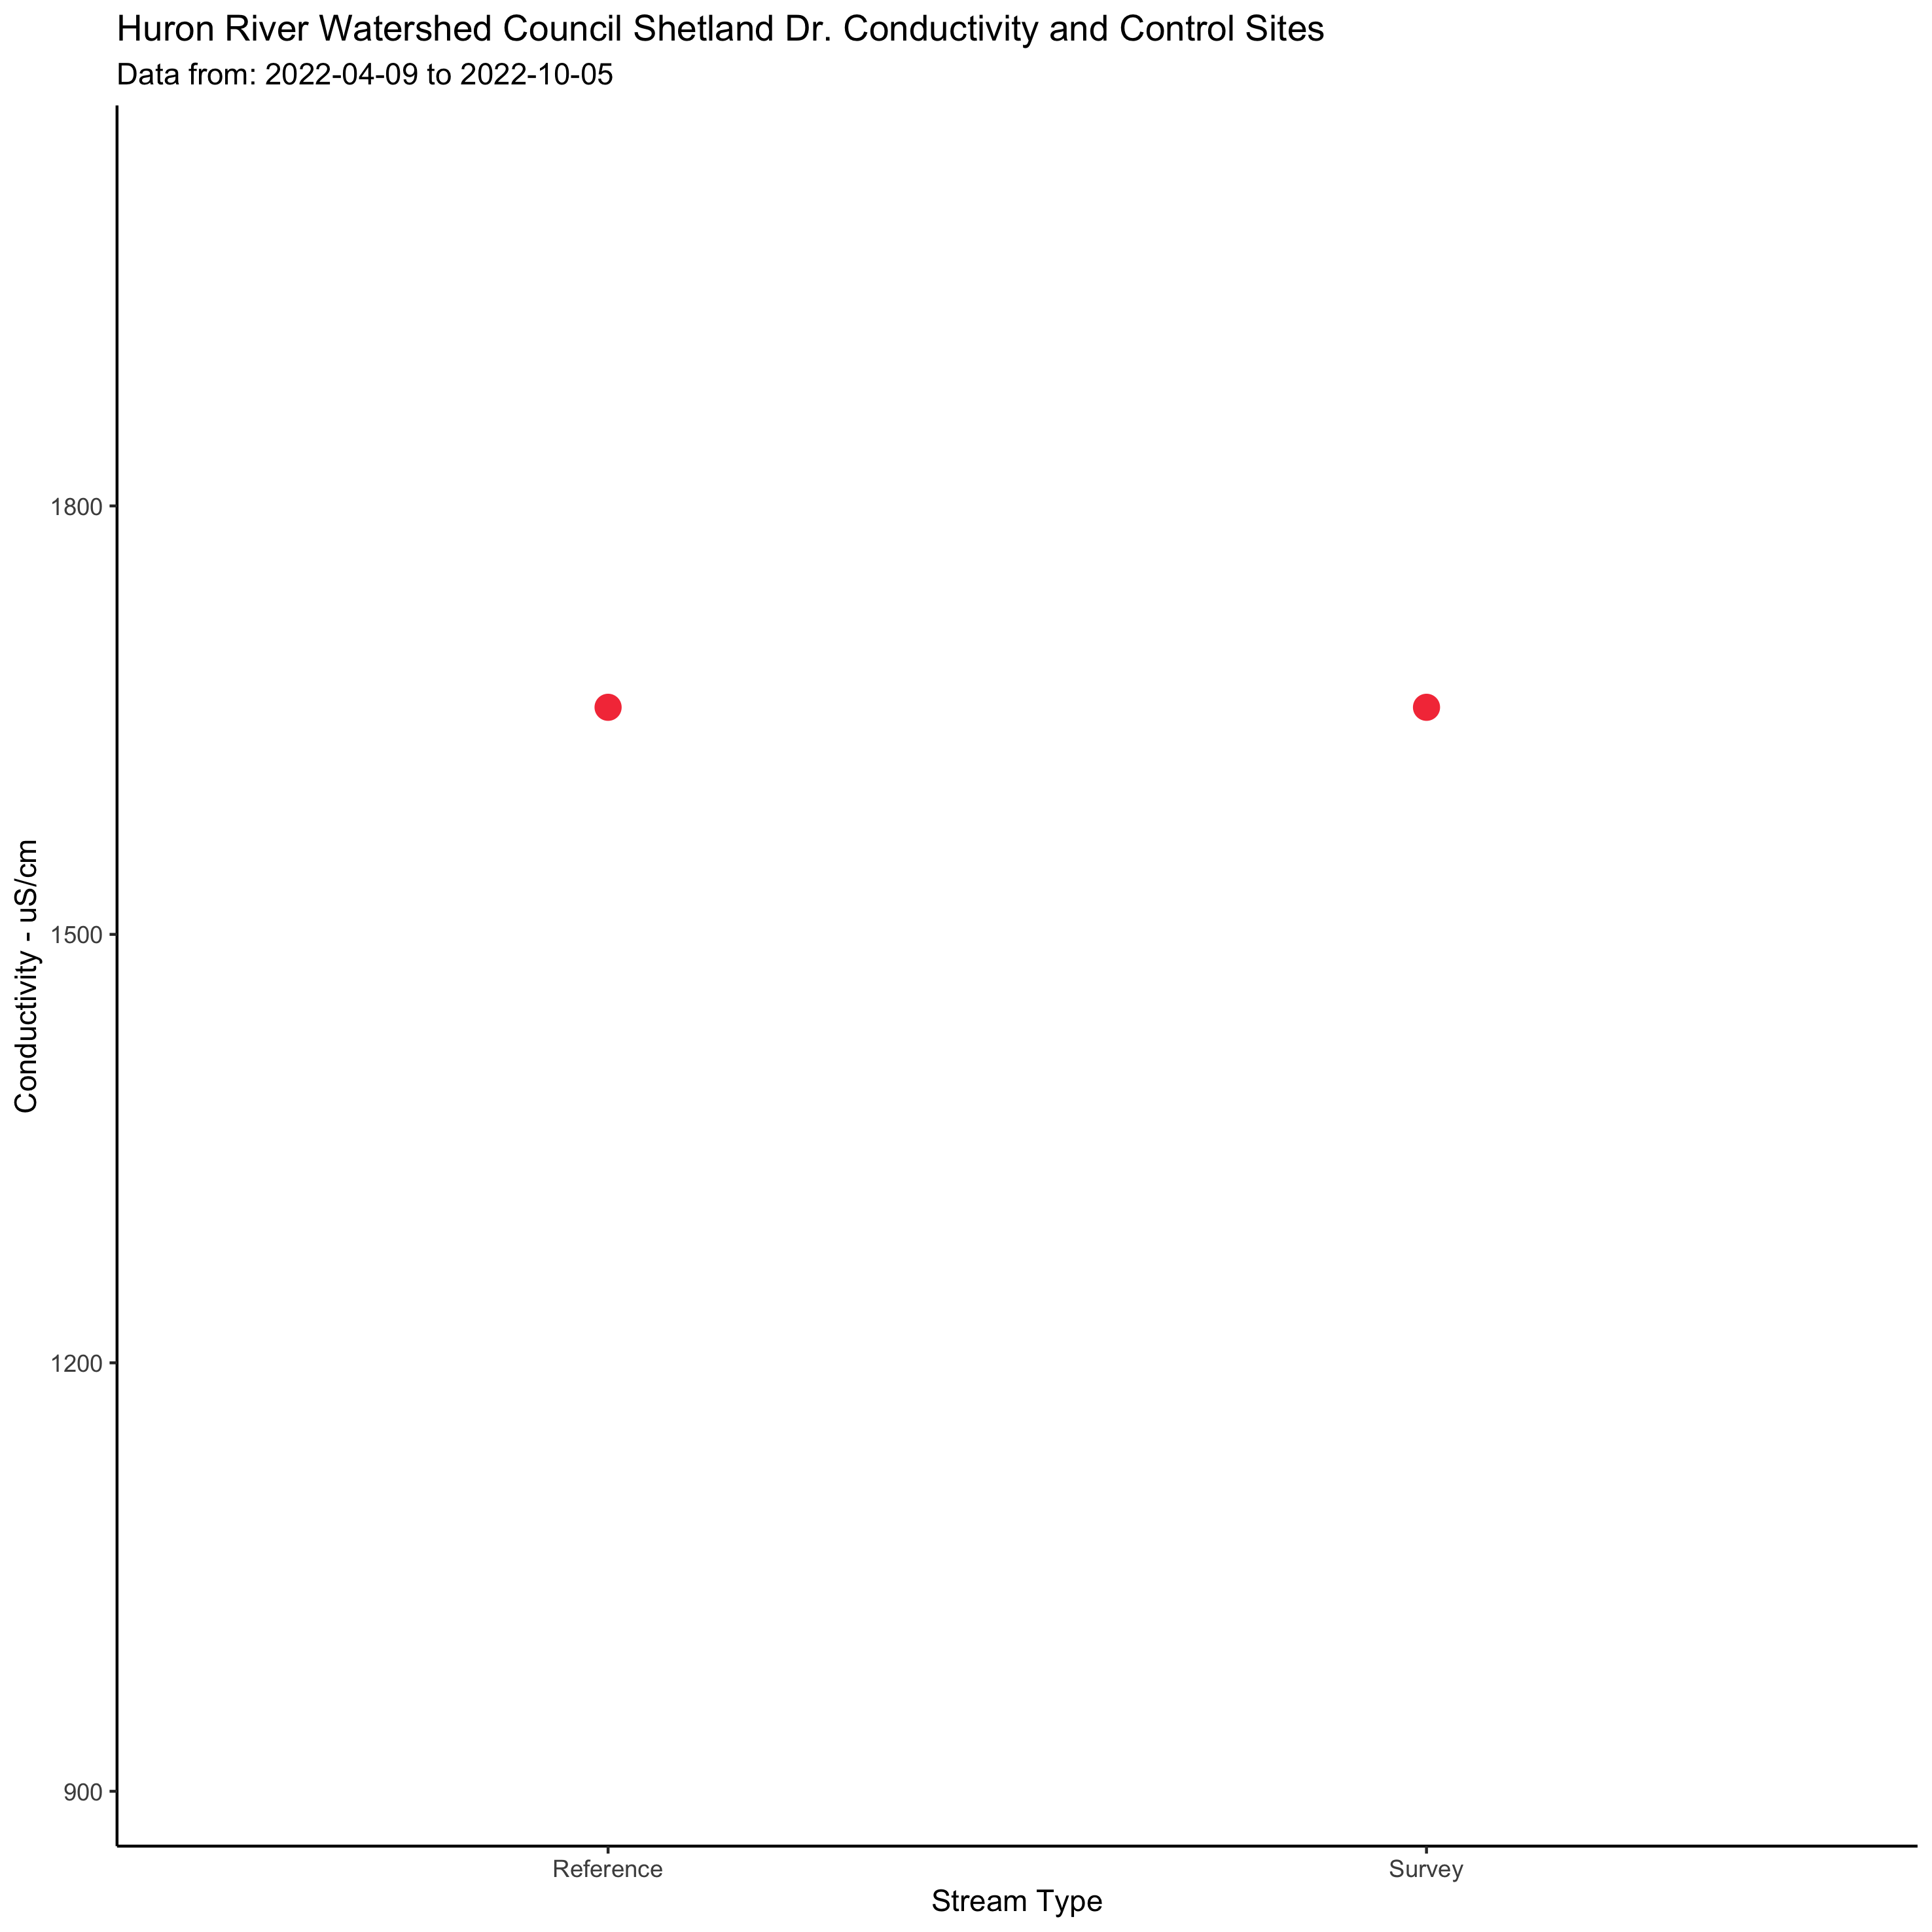 Huron River Watershed Council Shetland Dr. Conductivity and Control Sites
Data from: 2022-04-09 to 2022-10-05
Conductivity - uS/cm
1800
1500
1200
900
Reference
Survey
Stream Type